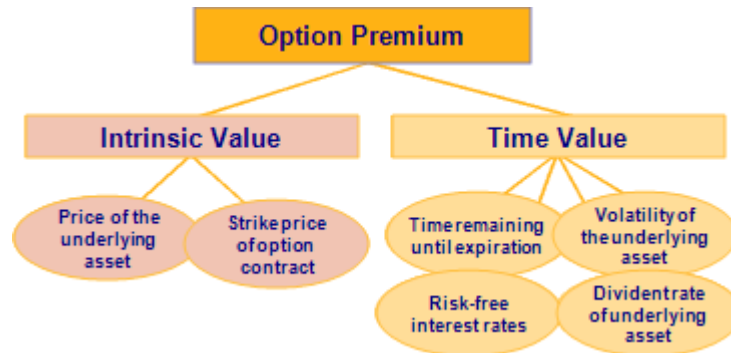 Option Premium
Intrinsic Value
Time Value
Price of the
underlying
asset
Strike price
of option
contract
Time remaining
until expiration
Volatility of
the underlying
asset
Risk-free
interest rates
Divident rate
of underlying
asset